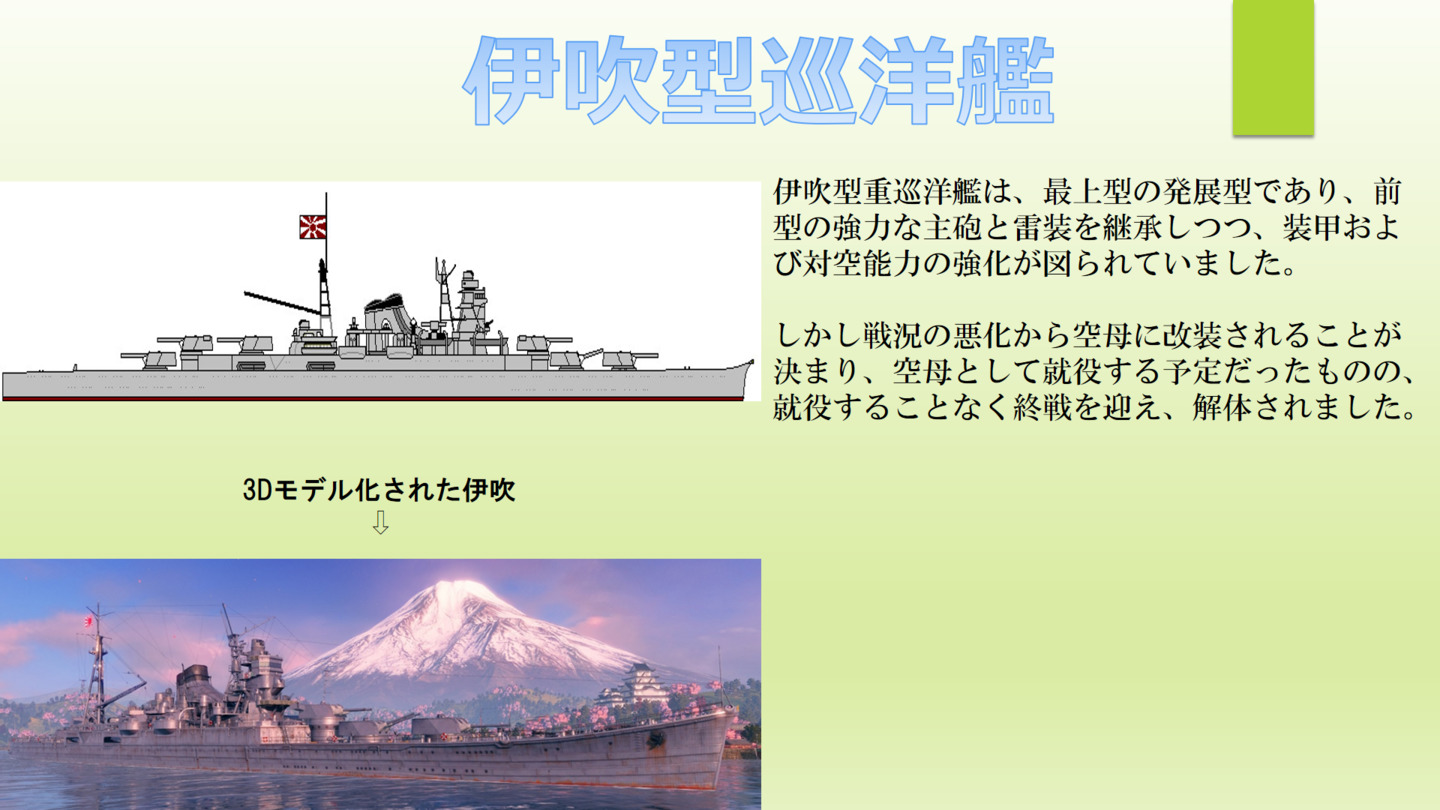 伊吹型巡洋艦
伊吹型重巡洋艦は、最上型の発展型であり、前
型の強力な主砲と雷装を継承しつつ、装甲およ
び対空能力の強化が図られていました。
しかし戦況の悪化から空母に改装されることが
決まり、空母として就役する予定だったものの、
就役することなく終戦を迎え、解体されました。
3Dモデル化された伊吹
⇩